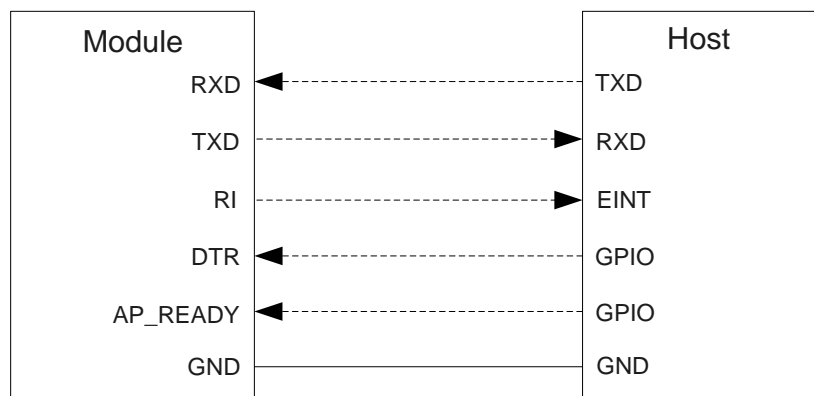 Module
Host
RXD
TXD
TXD
RXD
RI
EINT
DTR
GPIO
AP_READY
GPIO
GND
GND